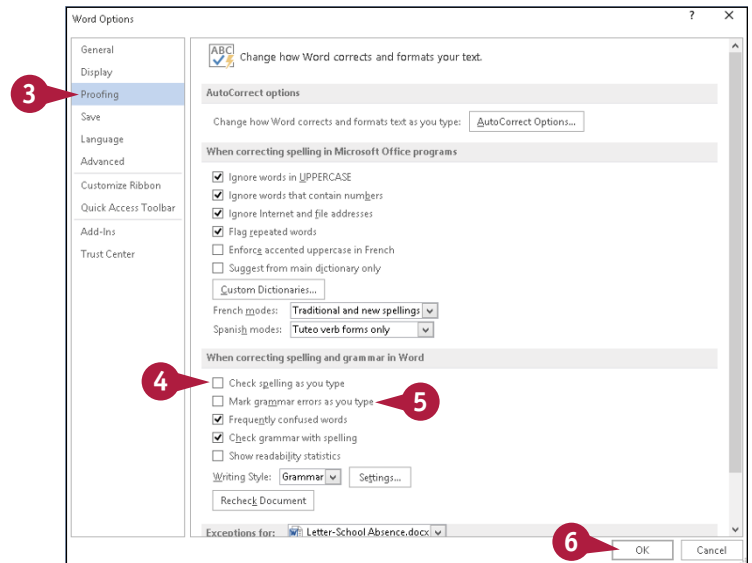 Word Options ? ×
General
Display
Proofing
Save
Language
Advanced
Customize Ribbon
Quick Access Toolbar
Add-Ins
Trust Center
ABC Change how Word corrects and formats your text.
AutoCorrect options
Change how Word corrects and formats text as you type: AutoCorrect Options...
When correcting spelling in Microsoft Office programs
Ignore words in UPPERCASE
Ignore words that contain numbers
Ignore Internet and file addresses
Flag repeated words
Enforce accented uppercase in French
Suggest from main dictionary only
Custom Dictionaries...
French modes: Traditional and new spellings
Spanish modes: Tuteo verb forms only
When correcting spelling and grammar in Word
Check spelling as you type
Mark grammar errors as you type
Frequently confused words
Check grammar with spelling
Show readability statistics
Writing Style: Grammar Settings...
Recheck Document
Exceptions for: Letter-School Absence.docx
OK Cancel
3
4
5
6